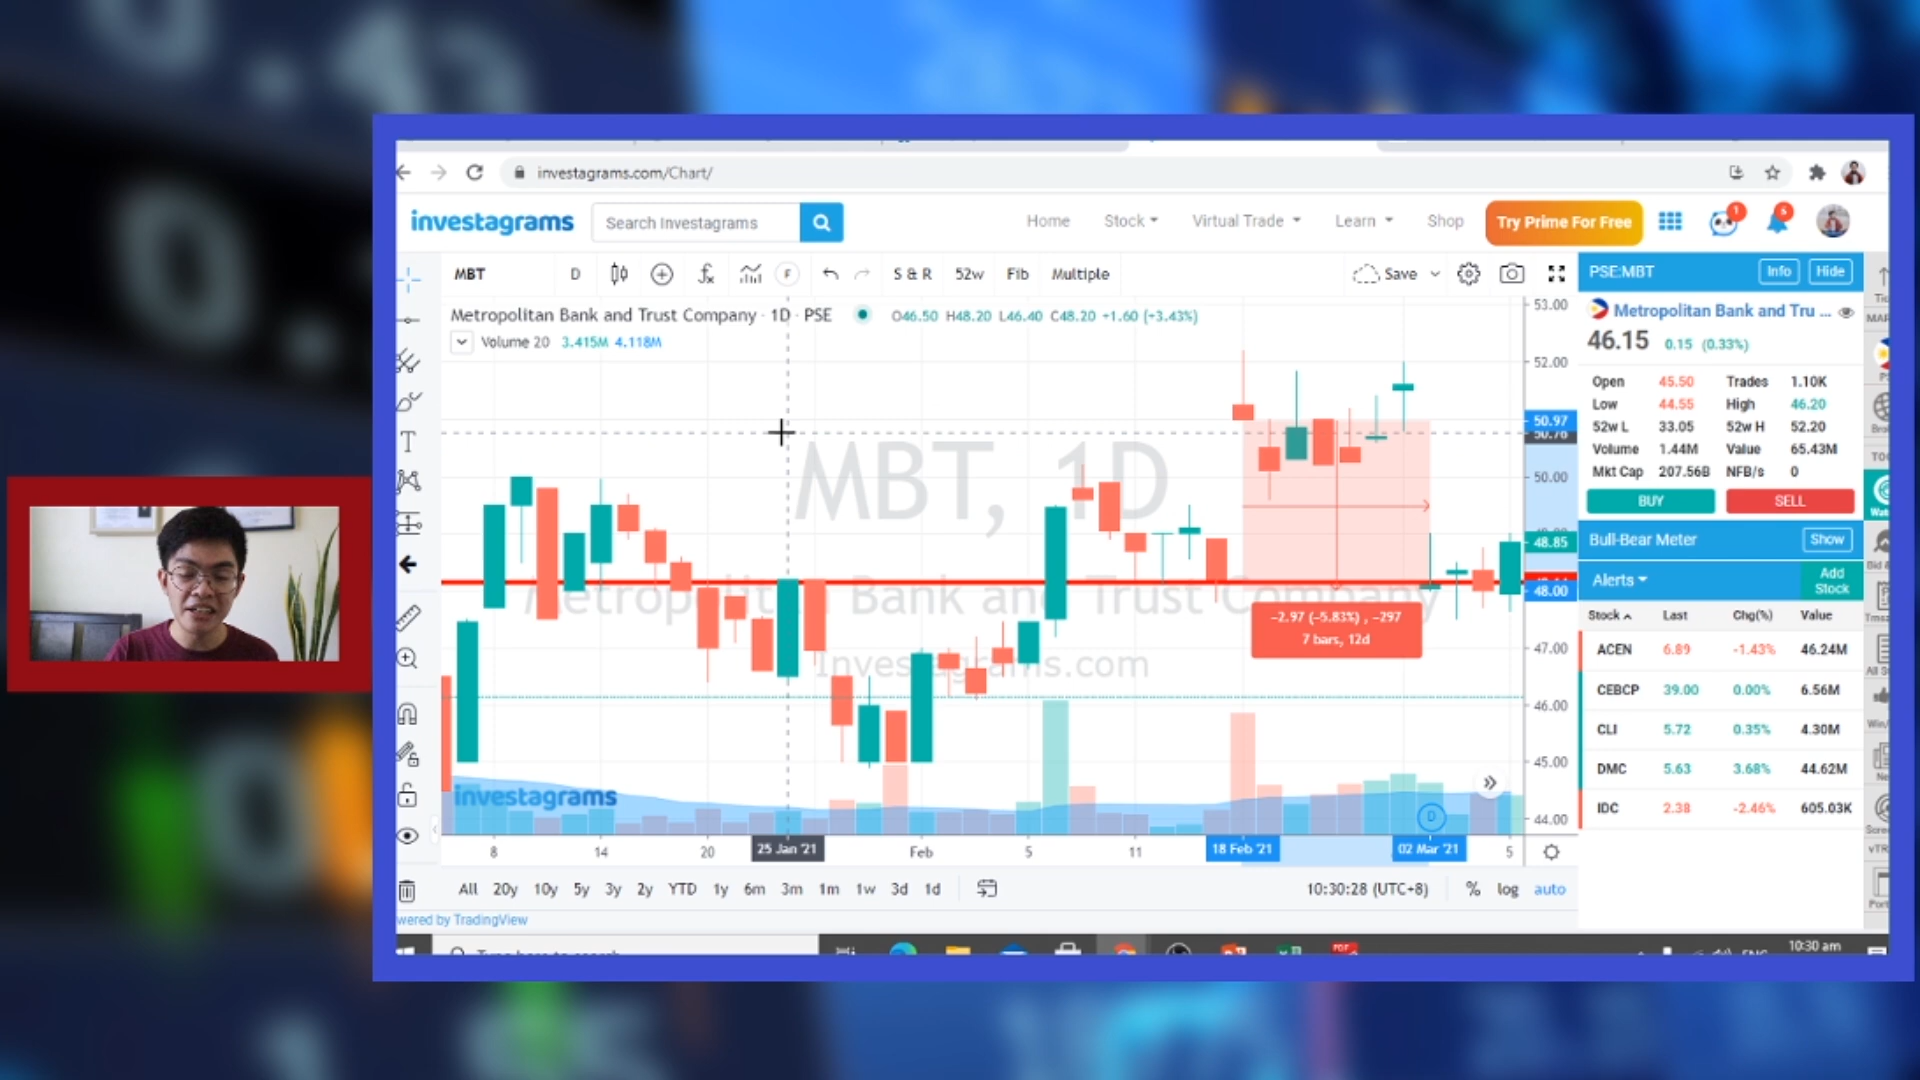 investagrams.com/Chart/
investagrams
Search Investagrams
Home
Stock
Virtual Trade
Learn
Shop
Try Prime For Free
1
MBT
D
F
S & R
52w
Fib
Multiple
Save
PSE:MBT
Info
Hide
Metropolitan Bank and Trust Company · 1D · PSE
O46.50 H48.20 L46.40 C48.20 +1.60 (+3.43%)
Volume 20 3.415M 4.118M
Metropolitan Bank and Tru ...
46.15 0.15 (0.33%)
Open 45.50 Trades 1.10K
Low 44.55 High 46.20
52w L 33.05 52w H 52.20
Volume 1.44M Value 65.43M
Mkt Cap 207.56B NFB/s 0
BUY SELL
Bull-Bear Meter
Show
Alerts
Add
Stock
Stock Last Chg(%) Value
ACEN 6.89 -1.43% 46.24M
CEBCP 39.00 0.00% 6.56M
CLI 5.72 0.35% 4.30M
DMC 5.63 3.68% 44.62M
IDC 2.38 -2.46% 605.03K
53.00
52.00
50.97
50.00
48.85
48.00
47.00
46.00
45.00
44.00
MBT, 1D
Metropolitan Bank and Trust Company
Investagrams.com
−2.97 (−5.83%) , −297
7 bars, 12d
investagrams
D
8
14
20
25 Jan '21
Feb
5
11
18 Feb '21
02 Mar '21
5
All 20y 10y 5y 3y 2y YTD 1y 6m 3m 1m 1w 3d 1d
10:30:28 (UTC+8)
% log auto
wered by TradingView
10:30 am